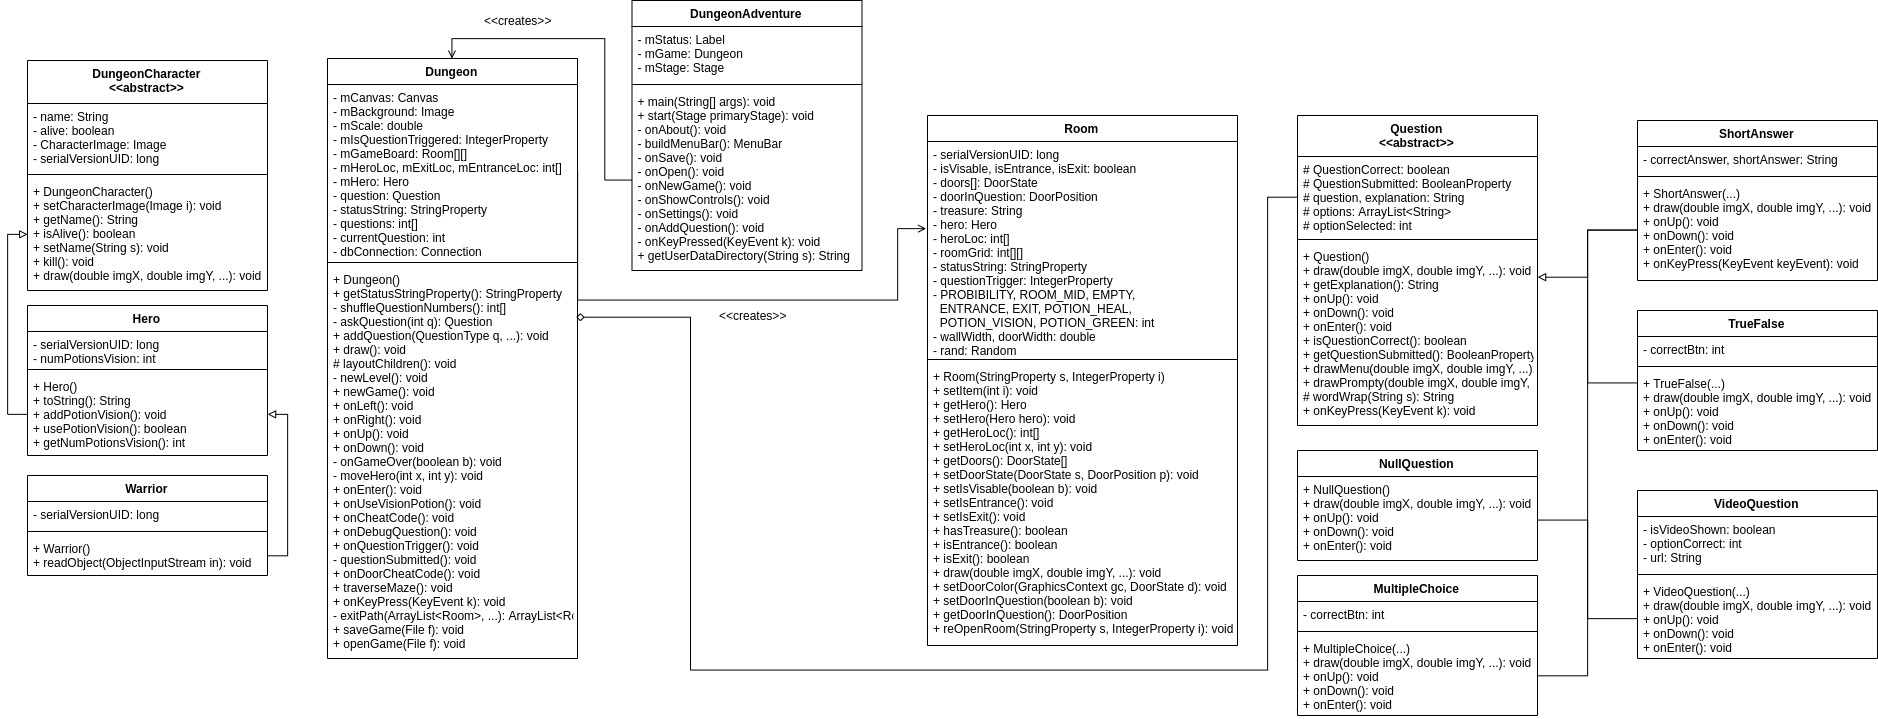 DungeonCharacter
<<abstract>>
- name: String
- alive: boolean
- CharacterImage: Image
- serialVersionUID: long
+ DungeonCharacter()
+ setCharacterImage(Image i): void
+ getName(): String
+ isAlive(): boolean
+ setName(String s): void
+ kill(): void
+ draw(double imgX, double imgY, ...): void
Hero
- serialVersionUID: long
- numPotionsVision: int
+ Hero()
+ toString(): String
+ addPotionVision(): void
+ usePotionVision(): boolean
+ getNumPotionsVision(): int
Warrior
- serialVersionUID: long
+ Warrior()
+ readObject(ObjectInputStream in): void
<<creates>>
Dungeon
- mCanvas: Canvas
- mBackground: Image
- mScale: double
- mIsQuestionTriggered: IntegerProperty
- mGameBoard: Room[][]
- mHeroLoc, mExitLoc, mEntranceLoc: int[]
- mHero: Hero
- question: Question
- statusString: StringProperty
- questions: int[]
- currentQuestion: int
- dbConnection: Connection
+ Dungeon()
+ getStatusStringProperty(): StringProperty
- shuffleQuestionNumbers(): int[]
- askQuestion(int q): Question
+ addQuestion(QuestionType q, ...): void
+ draw(): void
# layoutChildren(): void
- newLevel(): void
+ newGame(): void
+ onLeft(): void
+ onRight(): void
+ onUp(): void
+ onDown(): void
- onGameOver(boolean b): void
- moveHero(int x, int y): void
+ onEnter(): void
+ onUseVisionPotion(): void
+ onCheatCode(): void
+ onDebugQuestion(): void
+ onQuestionTrigger(): void
- questionSubmitted(): void
+ onDoorCheatCode(): void
+ traverseMaze(): void
+ onKeyPress(KeyEvent k): void
- exitPath(ArrayList<Room>, ...): ArrayList<Ro
+ saveGame(File f): void
+ openGame(File f): void
DungeonAdventure
- mStatus: Label
- mGame: Dungeon
- mStage: Stage
+ main(String[] args): void
+ start(Stage primaryStage): void
- onAbout(): void
- buildMenuBar(): MenuBar
- onSave(): void
- onOpen(): void
- onNewGame(): void
- onShowControls(): void
- onSettings(): void
- onAddQuestion(): void
- onKeyPressed(KeyEvent k): void
+ getUserDataDirectory(String s): String
<<creates>>
Room
- serialVersionUID: long
- isVisable, isEntrance, isExit: boolean
- doors[]: DoorState
- doorInQuestion: DoorPosition
- treasure: String
- hero: Hero
- heroLoc: int[]
- roomGrid: int[][]
- statusString: StringProperty
- questionTrigger: IntegerProperty
- PROBIBILITY, ROOM_MID, EMPTY,
ENTRANCE, EXIT, POTION_HEAL,
POTION_VISION, POTION_GREEN: int
- wallWidth, doorWidth: double
- rand: Random
+ Room(StringProperty s, IntegerProperty i)
+ setItem(int i): void
+ getHero(): Hero
+ setHero(Hero hero): void
+ getHeroLoc(): int[]
+ setHeroLoc(int x, int y): void
+ getDoors(): DoorState[]
+ setDoorState(DoorState s, DoorPosition p): void
+ setIsVisable(boolean b): void
+ setIsEntrance(): void
+ setIsExit(): void
+ hasTreasure(): boolean
+ isEntrance(): boolean
+ isExit(): boolean
+ draw(double imgX, double imgY, ...): void
+ setDoorColor(GraphicsContext gc, DoorState d): void
+ setDoorInQuestion(boolean b): void
+ getDoorInQuestion(): DoorPosition
+ reOpenRoom(StringProperty s, IntegerProperty i): void
Question
<<abstract>>
# QuestionCorrect: boolean
# QuestionSubmitted: BooleanProperty
# question, explanation: String
# options: ArrayList<String>
# optionSelected: int
+ Question()
+ draw(double imgX, double imgY, ...): void
+ getExplanation(): String
+ onUp(): void
+ onDown(): void
+ onEnter(): void
+ isQuestionCorrect(): boolean
+ getQuestionSubmitted(): BooleanProperty
+ drawMenu(double imgX, double imgY, ...)
+ drawPrompty(double imgX, double imgY,
# wordWrap(String s): String
+ onKeyPress(KeyEvent k): void
NullQuestion
+ NullQuestion()
+ draw(double imgX, double imgY, ...): void
+ onUp(): void
+ onDown(): void
+ onEnter(): void
MultipleChoice
- correctBtn: int
+ MultipleChoice(...)
+ draw(double imgX, double imgY, ...): void
+ onUp(): void
+ onDown(): void
+ onEnter(): void
ShortAnswer
- correctAnswer, shortAnswer: String
+ ShortAnswer(...)
+ draw(double imgX, double imgY, ...): void
+ onUp(): void
+ onDown(): void
+ onEnter(): void
+ onKeyPress(KeyEvent keyEvent): void
TrueFalse
- correctBtn: int
+ TrueFalse(...)
+ draw(double imgX, double imgY, ...): void
+ onUp(): void
+ onDown(): void
+ onEnter(): void
VideoQuestion
- isVideoShown: boolean
- optionCorrect: int
- url: String
+ VideoQuestion(...)
+ draw(double imgX, double imgY, ...): void
+ onUp(): void
+ onDown(): void
+ onEnter(): void